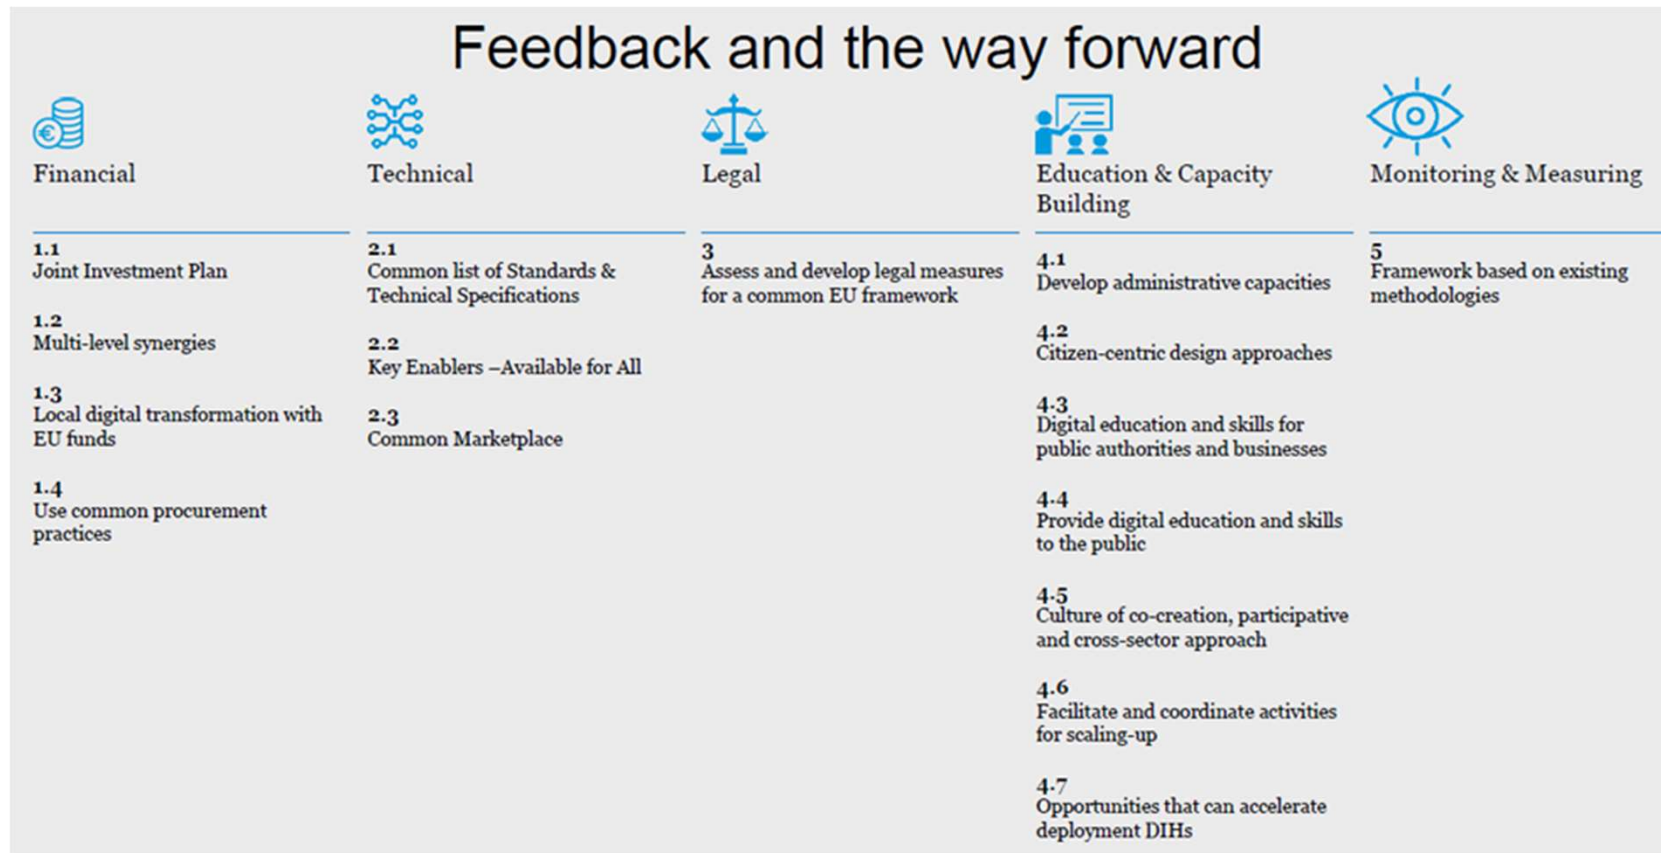 Feedback and the way forward
Financial
1.1
Joint Investment Plan
1.2
Multi-level synergies
1.3
Local digital transformation with
EU funds
1.4
Use common procurement
practices
Technical
2.1
Common list of Standards &
Technical Specifications
2.2
Key Enablers –Available for All
2.3
Common Marketplace
Legal
3
Assess and develop legal measures
for a common EU framework
Education & Capacity
Building
4.1
Develop administrative capacities
4.2
Citizen-centric design approaches
4.3
Digital education and skills for
public authorities and businesses
4.4
Provide digital education and skills
to the public
4.5
Culture of co-creation, participative
and cross-sector approach
4.6
Facilitate and coordinate activities
for scaling-up
4.7
Opportunities that can accelerate
deployment DIHs
Monitoring & Measuring
5
Framework based on existing
methodologies